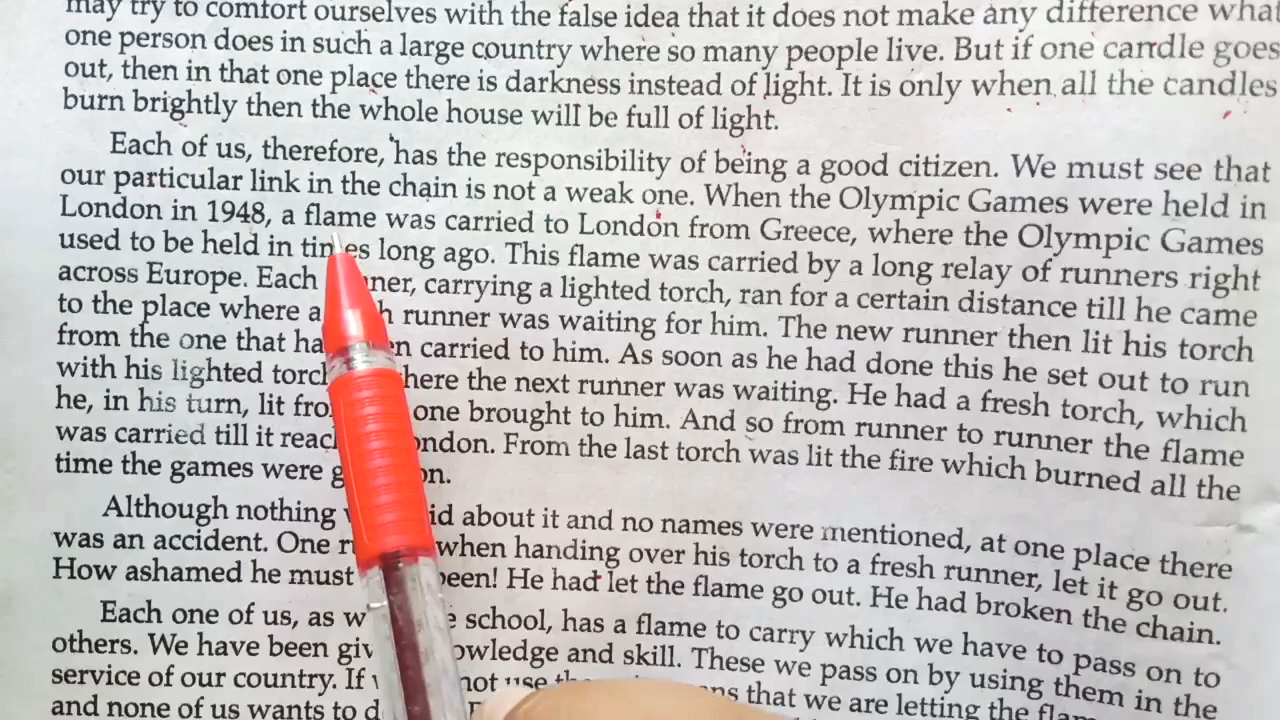 may try to comfort ourselves with the false idea that it does not make any difference what
one person does in such a large country where so many people live. But if one candle goes
out, then in that one place there is darkness instead of light. It is only when all the candles
burn brightly then the whole house will be full of light.
Each of us, therefore, has the responsibility of being a good citizen. We must see that
our particular link in the chain is not a weak one. When the Olympic Games were held in
London in 1948, a flame was carried to London from Greece, where the Olympic Games
used to be held in times long ago. This flame was carried by a long relay of runners right
across Europe. Each runner, carrying a lighted torch, ran for a certain distance till he came
to the place where a runner was waiting for him. The new runner then lit his torch
from the one that carried to him. As soon as he had done this he set out to run
with his lighted torch where the next runner was waiting. He had a fresh torch, which
he, in his turn, lit one brought to him. And so from runner to runner the flame
was carried till it London. From the last torch was lit the fire which burned all the
time the games were
Although nothing about it and no names were mentioned, at one place there
was an accident. One when handing over his torch to a fresh runner, let it go out.
How ashamed he must been! He had let the flame go out. He had broken the chain.
Each one of us, as school, has a flame to carry which we have to pass on to
others. We have been knowledge and skill. These we pass on by using them in the
service of our country. If not use that we are letting the
and none of us wants to